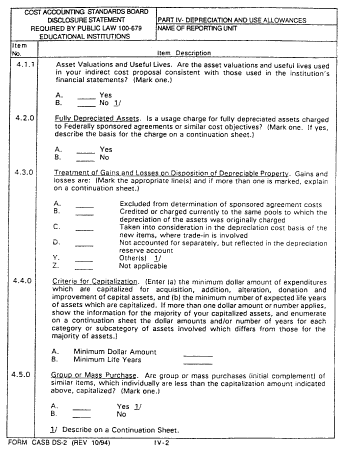 COST ACCOUNTING STANDARDS BOARD
DISCLOSURE STATEMENT
REQUIRED BY PUBLIC LAW 100-679
EDUCATIONAL INSTITUTIONS
PART IV- DEPRECIATION AND USE ALLOWANCES
NAME OF REPORTING UNIT
Item
No.
Item Description
4.1.1
Asset Valuations and Useful Lives. Are the asset valuations and useful lives used
in your indirect cost proposal consistent with those used in the institution's
financial statements? (Mark one.)
A. ____ Yes
B. ____ No 1/
4.2.0
Fully Depreciated Assets. Is a usage charge for fully depreciated assets charged
to Federally sponsored agreements or similar cost objectives? (Mark one. If yes,
describe the basis for the charge on a continuation sheet.)
A. ____ Yes
B. ____ No
4.3.0
Treatment of Gains and Losses on Disposition of Depreciable Property. Gains and
losses are: (Mark the appropriate line(s) and if more than one is marked, explain
on a continuation sheet.)
A. ____ Excluded from determination of sponsored agreement costs
B. ____ Credited or charged currently to the same pools to which the
depreciation of the assets was originally charged
C. ____ Taken into consideration in the depreciation cost basis of the
new items, where trade-in is involved
D. ____ Not accounted for separately, but reflected in the depreciation
reserve account
Y. ____ Other(s) 1/
Z. ____ Not applicable
4.4.0
Criteria for Capitalization. (Enter (a) the minimum dollar amount of expenditures
which are capitalized for acquisition, addition, alteration, donation and
improvement of capital assets, and (b) the minimum number of expected life years
of assets which are capitalized. If more than one dollar amount or number applies,
show the information for the majority of your capitalized assets, and enumerate
on a continuation sheet the dollar amounts and/or number of years for each
category or subcategory of assets involved which differs from those for the
majority of assets.)
A. Minimum Dollar Amount ____
B. Minimum Life Years ____
4.5.0
Group or Mass Purchase. Are group or mass purchases (initial complement) of
similar items, which individually are less than the capitalization amount indicated
above, capitalized? (Mark one.)
A. ____ Yes 1/
B. ____ No
1/ Describe on a Continuation Sheet.
FORM CASB DS-2 (REV 10/94) IV-2